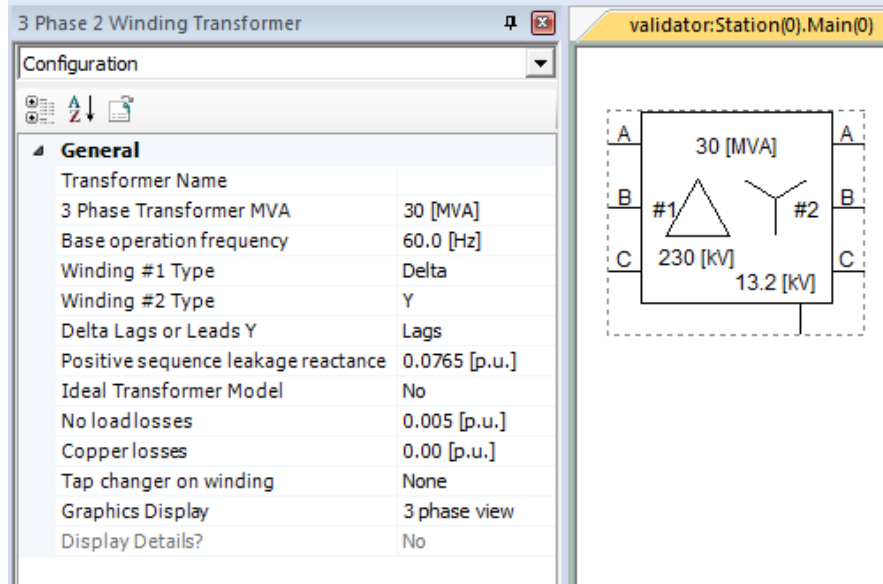 3 Phase 2 Winding Transformer
Configuration
General
Transformer Name
3 Phase Transformer MVA 30 [MVA]
Base operation frequency 60.0 [Hz]
Winding #1 Type Delta
Winding #2 Type Y
Delta Lags or Leads Y Lags
Positive sequence leakage reactance 0.0765 [p.u.]
Ideal Transformer Model No
No load losses 0.005 [p.u.]
Copper losses 0.00 [p.u.]
Tap changer on winding None
Graphics Display 3 phase view
Display Details? No
validator:Station(0).Main(0)
A 30 [MVA] A
B #1 #2 B
C 230 [kV] C
13.2 [kV]